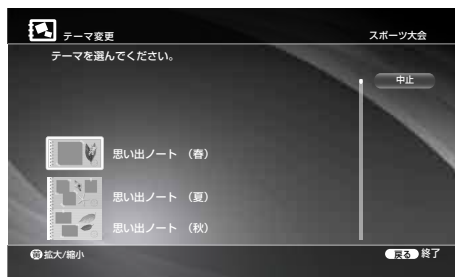 テーマ変更
スポーツ大会
テーマを選んでください。
中止
思い出ノート （春）
思い出ノート （夏）
思い出ノート （秋）
拡大/縮小
戻る 終了